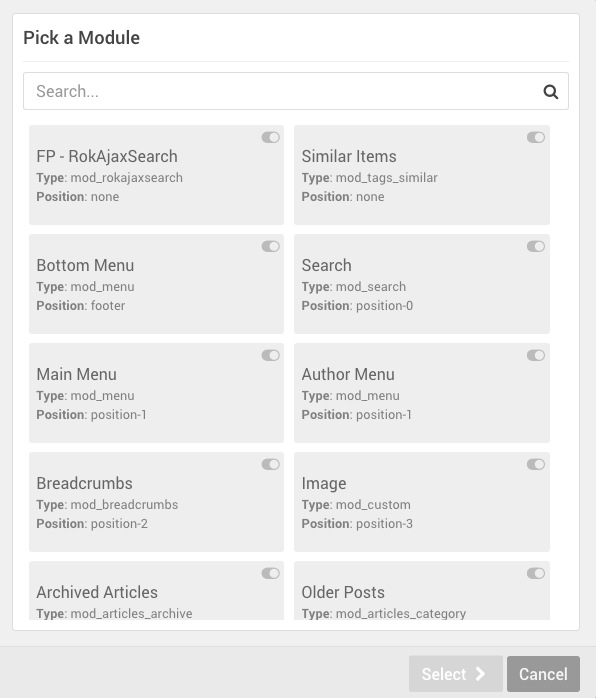 Pick a Module
Search...
FP - RokAjaxSearch
Type: mod_rokajaxsearch
Position: none
Similar Items
Type: mod_tags_similar
Position: none
Bottom Menu
Type: mod_menu
Position: footer
Search
Type: mod_search
Position: position-0
Main Menu
Type: mod_menu
Position: position-1
Author Menu
Type: mod_menu
Position: position-1
Breadcrumbs
Type: mod_breadcrumbs
Position: position-2
Image
Type: mod_custom
Position: position-3
Archived Articles
Type: mod_articles_archive
Older Posts
Type: mod_articles_category
Select
Cancel